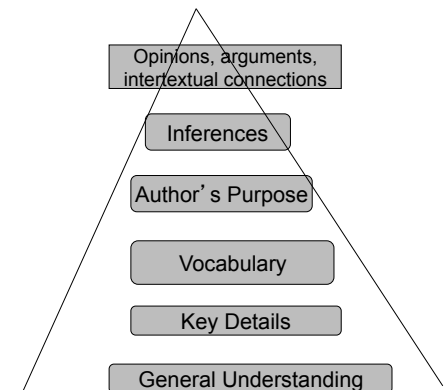 Opinions, arguments,
intertextual connections
Inferences
Author’s Purpose
Vocabulary
Key Details
General Understanding